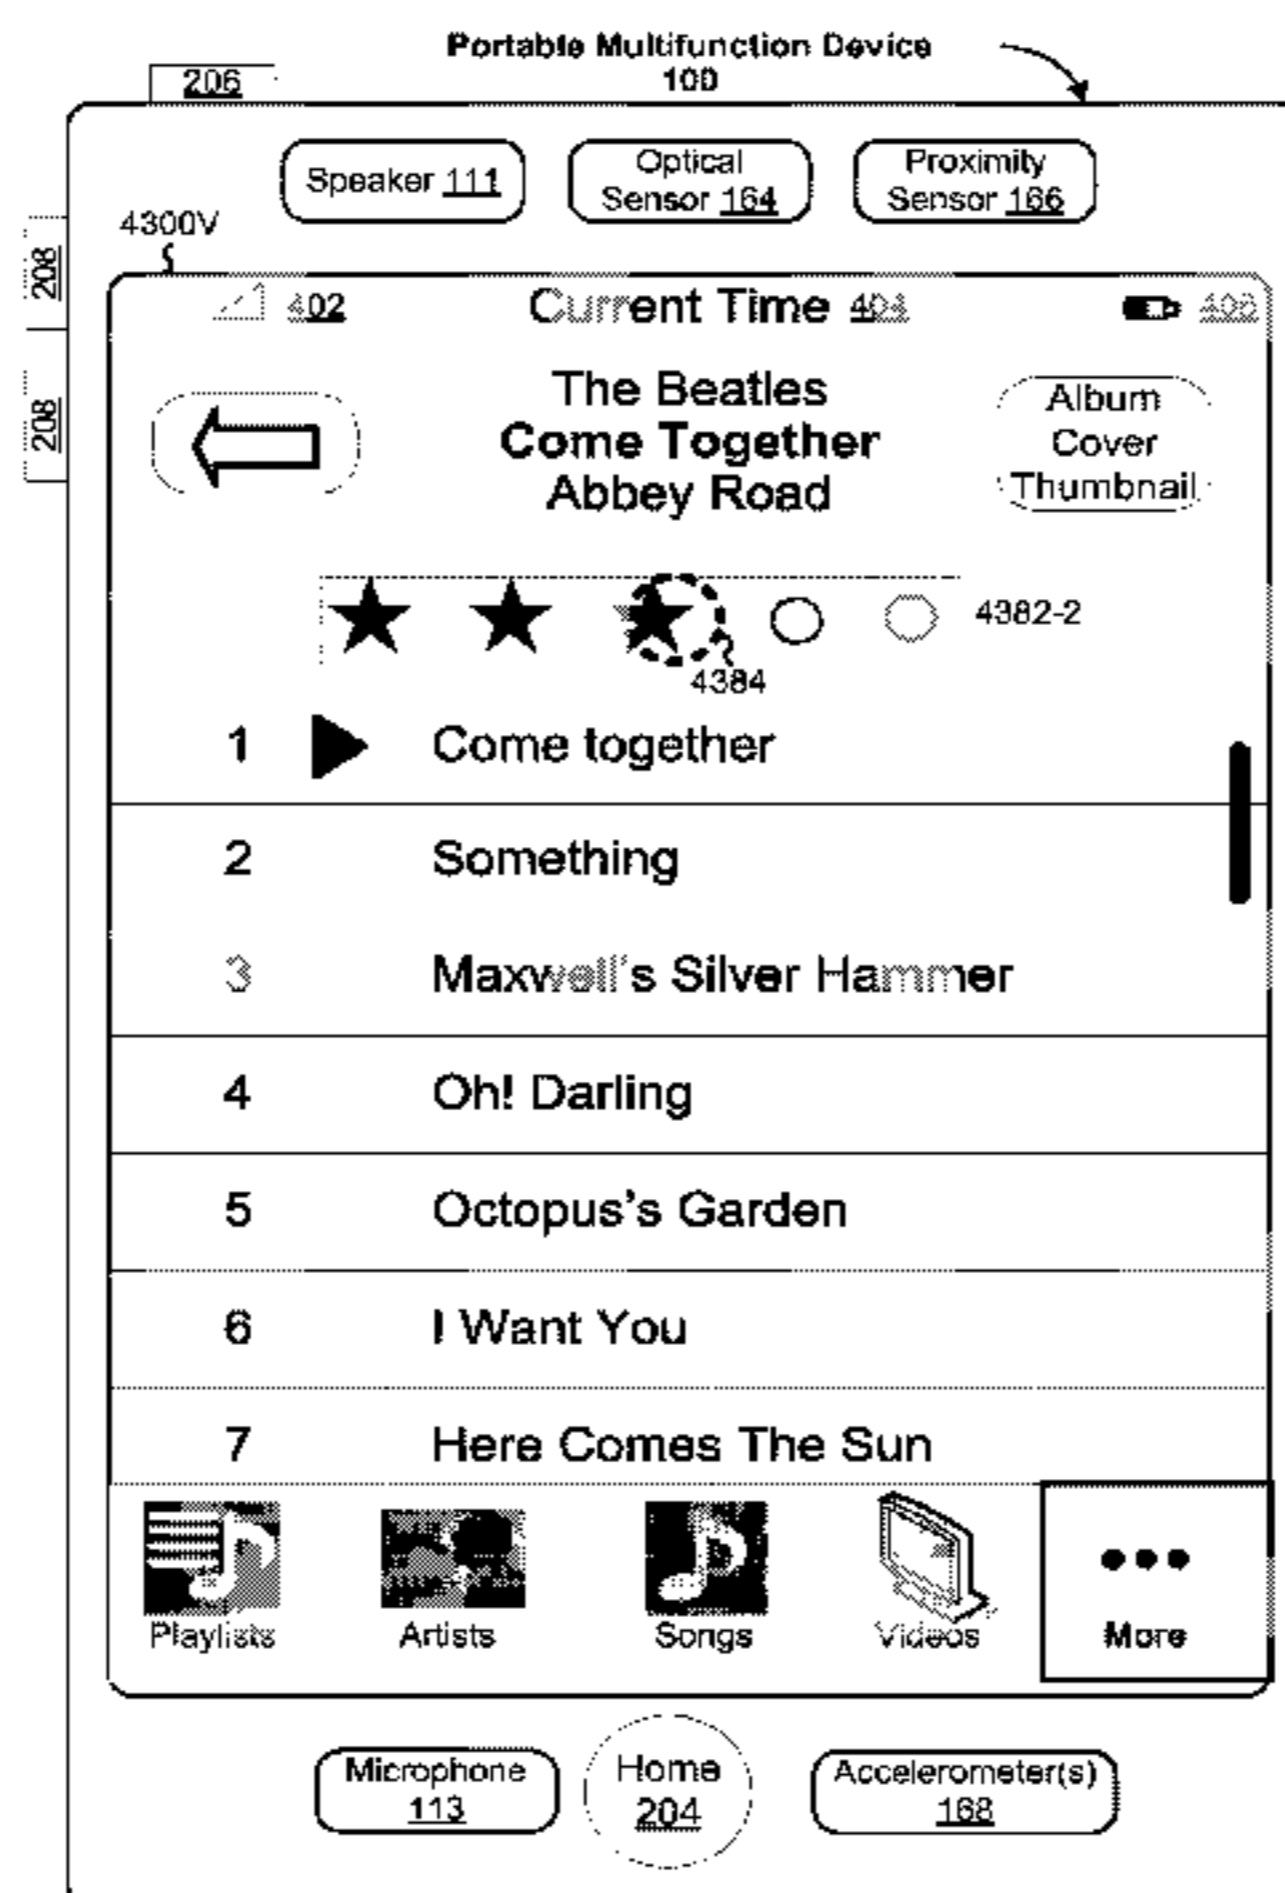 Portable Multifunction Device
100
206
Speaker 111
Optical
Sensor 164
Proximity
Sensor 166
4300V
208
208
402
Current Time 404
406
The Beatles
Come Together
Abbey Road
Album
Cover
Thumbnail
4382-2
4384
1 Come together
2 Something
3 Maxwell's Silver Hammer
4 Oh! Darling
5 Octopus's Garden
6 I Want You
7 Here Comes The Sun
Playlists
Artists
Songs
Videos
More
Microphone
113
Home
204
Accelerometer(s)
168